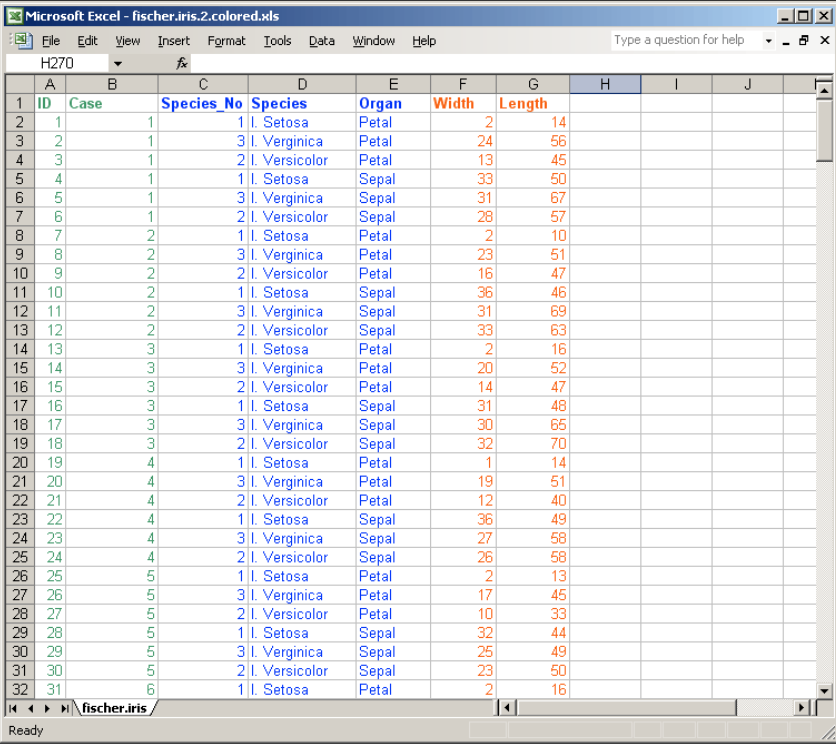 Microsoft Excel - fischer.iris.2.colored.xls
File Edit View Insert Format Tools Data Window Help Type a question for help
H270 fx
A B C D E F G H I J
1 ID Case Species_No Species Organ Width Length
2 1 1 1 I. Setosa Petal 2 14
3 2 1 3 I. Verginica Petal 24 56
4 3 1 2 I. Versicolor Petal 13 45
5 4 1 1 I. Setosa Sepal 33 50
6 5 1 3 I. Verginica Sepal 31 67
7 6 1 2 I. Versicolor Sepal 28 57
8 7 2 1 I. Setosa Petal 2 10
9 8 2 3 I. Verginica Petal 23 51
10 9 2 2 I. Versicolor Petal 16 47
11 10 2 1 I. Setosa Sepal 36 46
12 11 2 3 I. Verginica Sepal 31 69
13 12 2 2 I. Versicolor Sepal 33 63
14 13 3 1 I. Setosa Petal 2 16
15 14 3 3 I. Verginica Petal 20 52
16 15 3 2 I. Versicolor Petal 14 47
17 16 3 1 I. Setosa Sepal 31 48
18 17 3 3 I. Verginica Sepal 30 65
19 18 3 2 I. Versicolor Sepal 32 70
20 19 4 1 I. Setosa Petal 1 14
21 20 4 3 I. Verginica Petal 19 51
22 21 4 2 I. Versicolor Petal 12 40
23 22 4 1 I. Setosa Sepal 36 49
24 23 4 3 I. Verginica Sepal 27 58
25 24 4 2 I. Versicolor Sepal 26 58
26 25 5 1 I. Setosa Petal 2 13
27 26 5 3 I. Verginica Petal 17 45
28 27 5 2 I. Versicolor Petal 10 33
29 28 5 1 I. Setosa Sepal 32 44
30 29 5 3 I. Verginica Sepal 25 49
31 30 5 2 I. Versicolor Sepal 23 50
32 31 6 1 I. Setosa Petal 2 16
fischer.iris
Ready